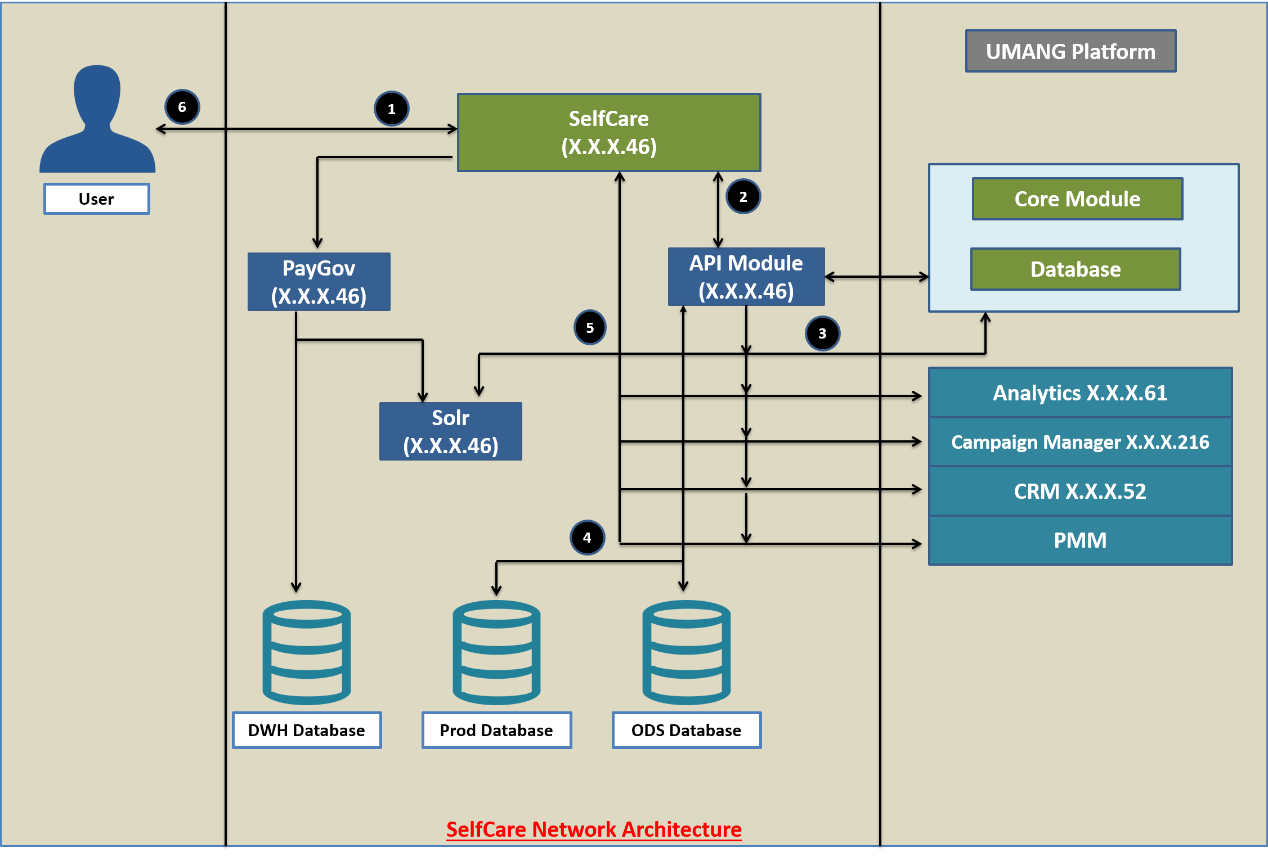 UMANG Platform
6
1
SelfCare
(X.X.X.46)
User
2
Core Module
PayGov
(X.X.X.46)
API Module
(X.X.X.46)
Database
5
3
Solr
(X.X.X.46)
Analytics X.X.X.61
Campaign Manager X.X.X.216
CRM X.X.X.52
4
PMM
DWH Database
Prod Database
ODS Database
SelfCare Network Architecture